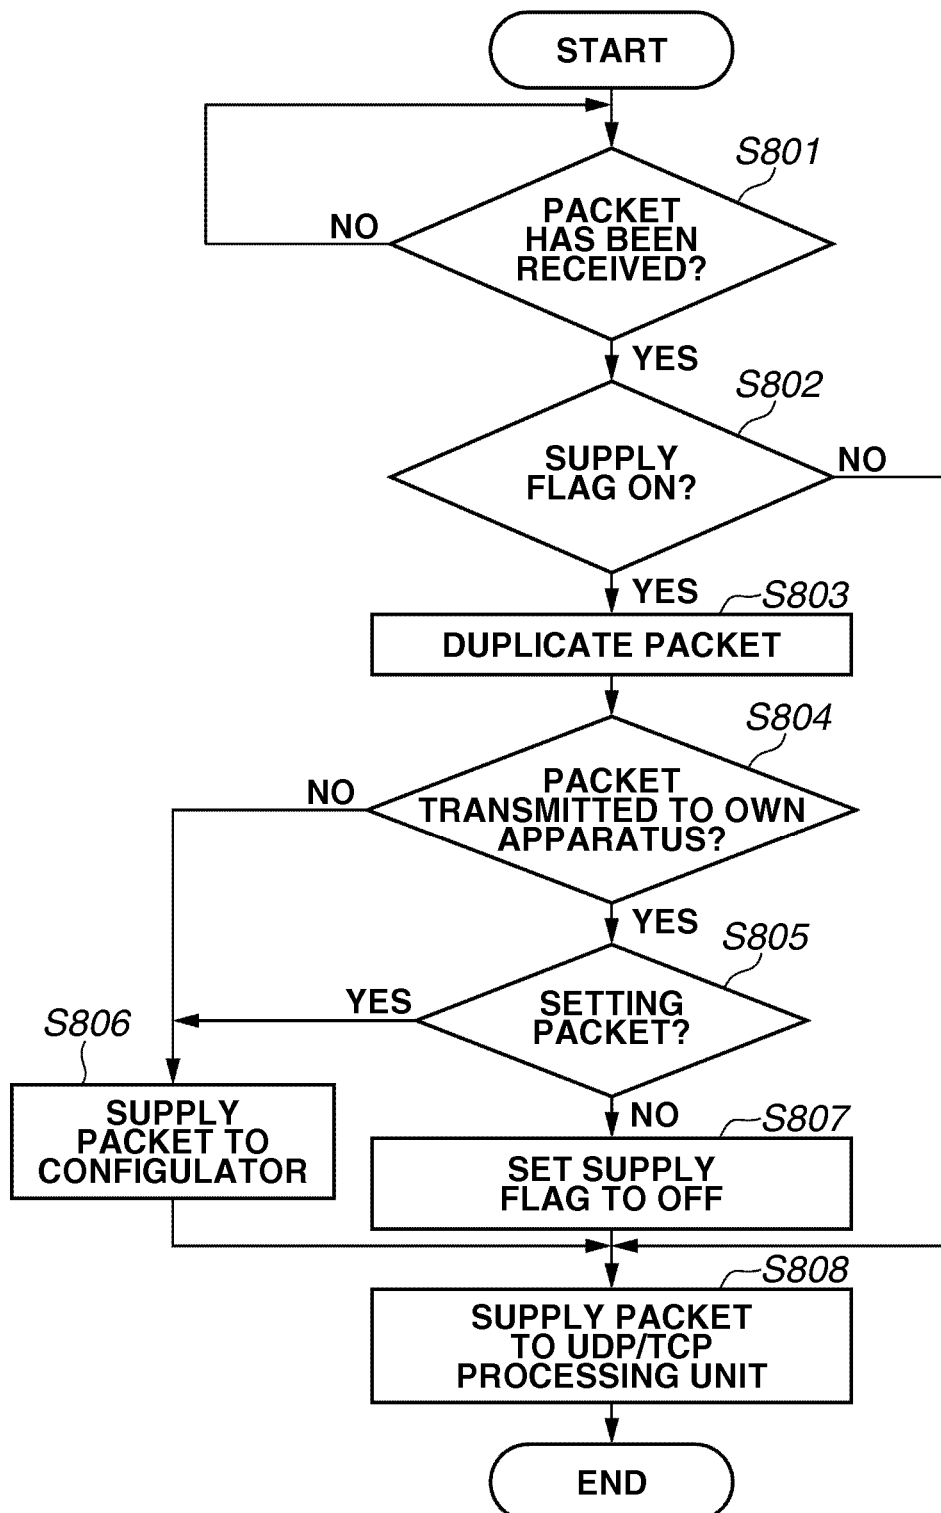 START
S801
PACKET
HAS BEEN
RECEIVED?
NO
YES
S802
SUPPLY
FLAG ON?
NO
YES
S803
DUPLICATE PACKET
S804
PACKET
TRANSMITTED TO OWN
APPARATUS?
NO
YES
S805
SETTING
PACKET?
YES
NO
S806
SUPPLY
PACKET TO
CONFIGULATOR
S807
SET SUPPLY
FLAG TO OFF
S808
SUPPLY PACKET
TO UDP/TCP
PROCESSING UNIT
END